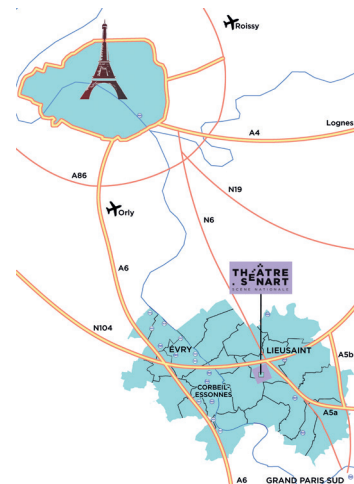 Roissy
A4
Lognes
A86
N19
Orly
N6
A6
THÉÂTRE
SÉNART
SCÈNE NATIONALE
N104
ÉVRY
LIEUSAINT
A5b
CORBEIL-
ESSONNES
A5a
A6
GRAND PARIS SUD